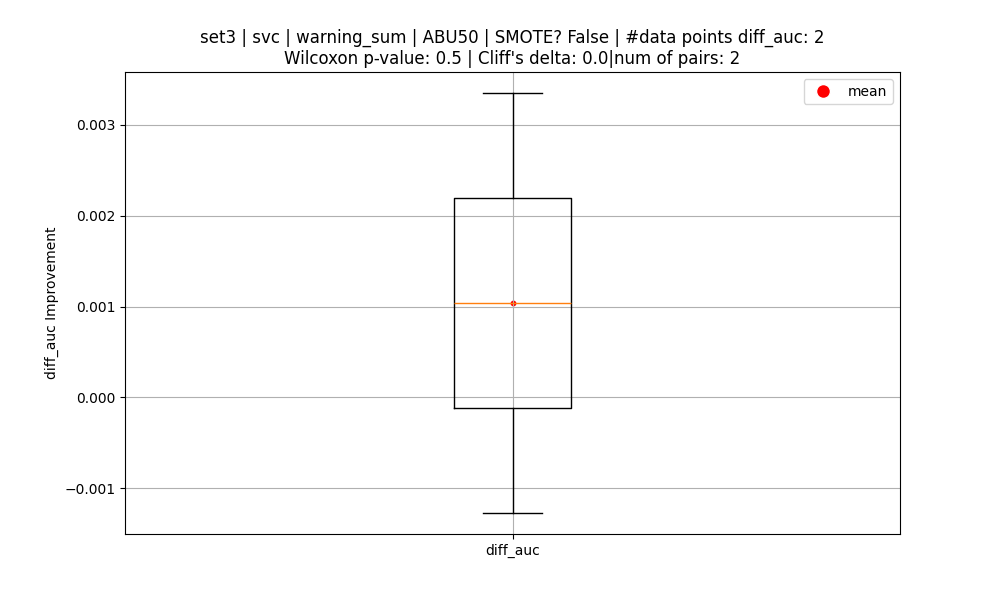 set3 | svc | warning_sum | ABU50 | SMOTE? False | #data points diff_auc: 2
Wilcoxon p-value: 0.5 | Cliff's delta: 0.0|num of pairs: 2
mean
0.003
0.002
0.001
0.000
−0.001
diff_auc Improvement
diff_auc